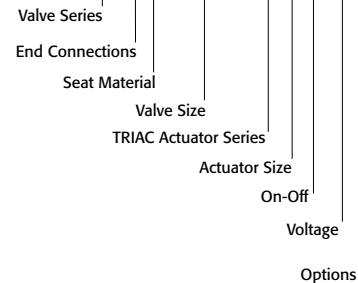 Valve Series
End Connections
Seat Material
Valve Size
TRIAC Actuator Series
Actuator Size
On-Off
Voltage
Options